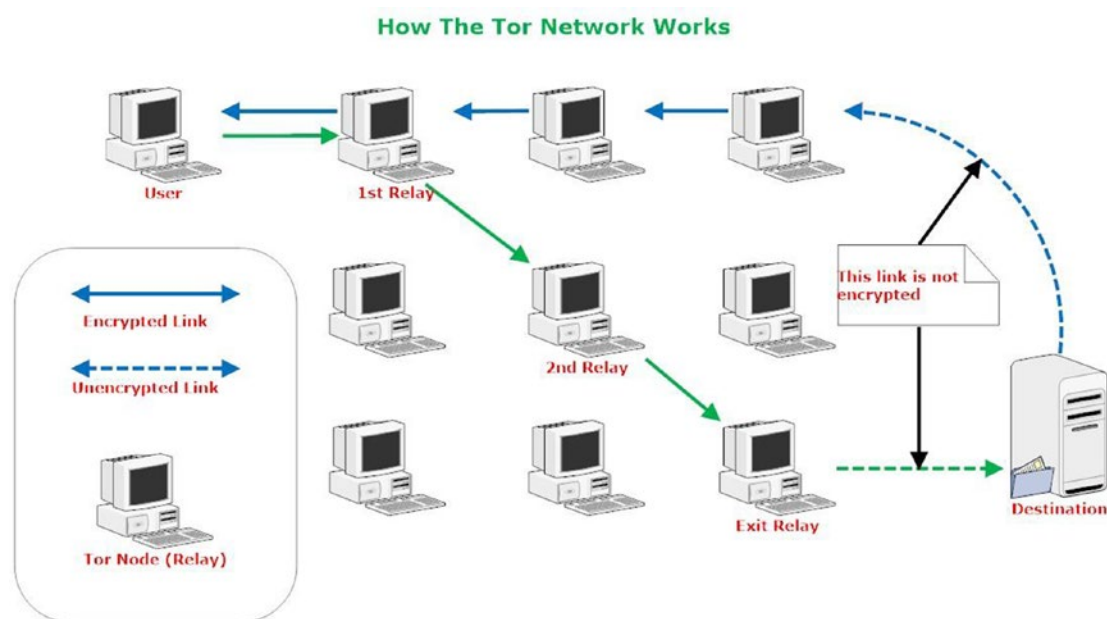 How The Tor Network Works
User
1st Relay
This link is not
encrypted
Encrypted Link
2nd Relay
Unencrypted Link
Destination
Exit Relay
Tor Node (Relay)